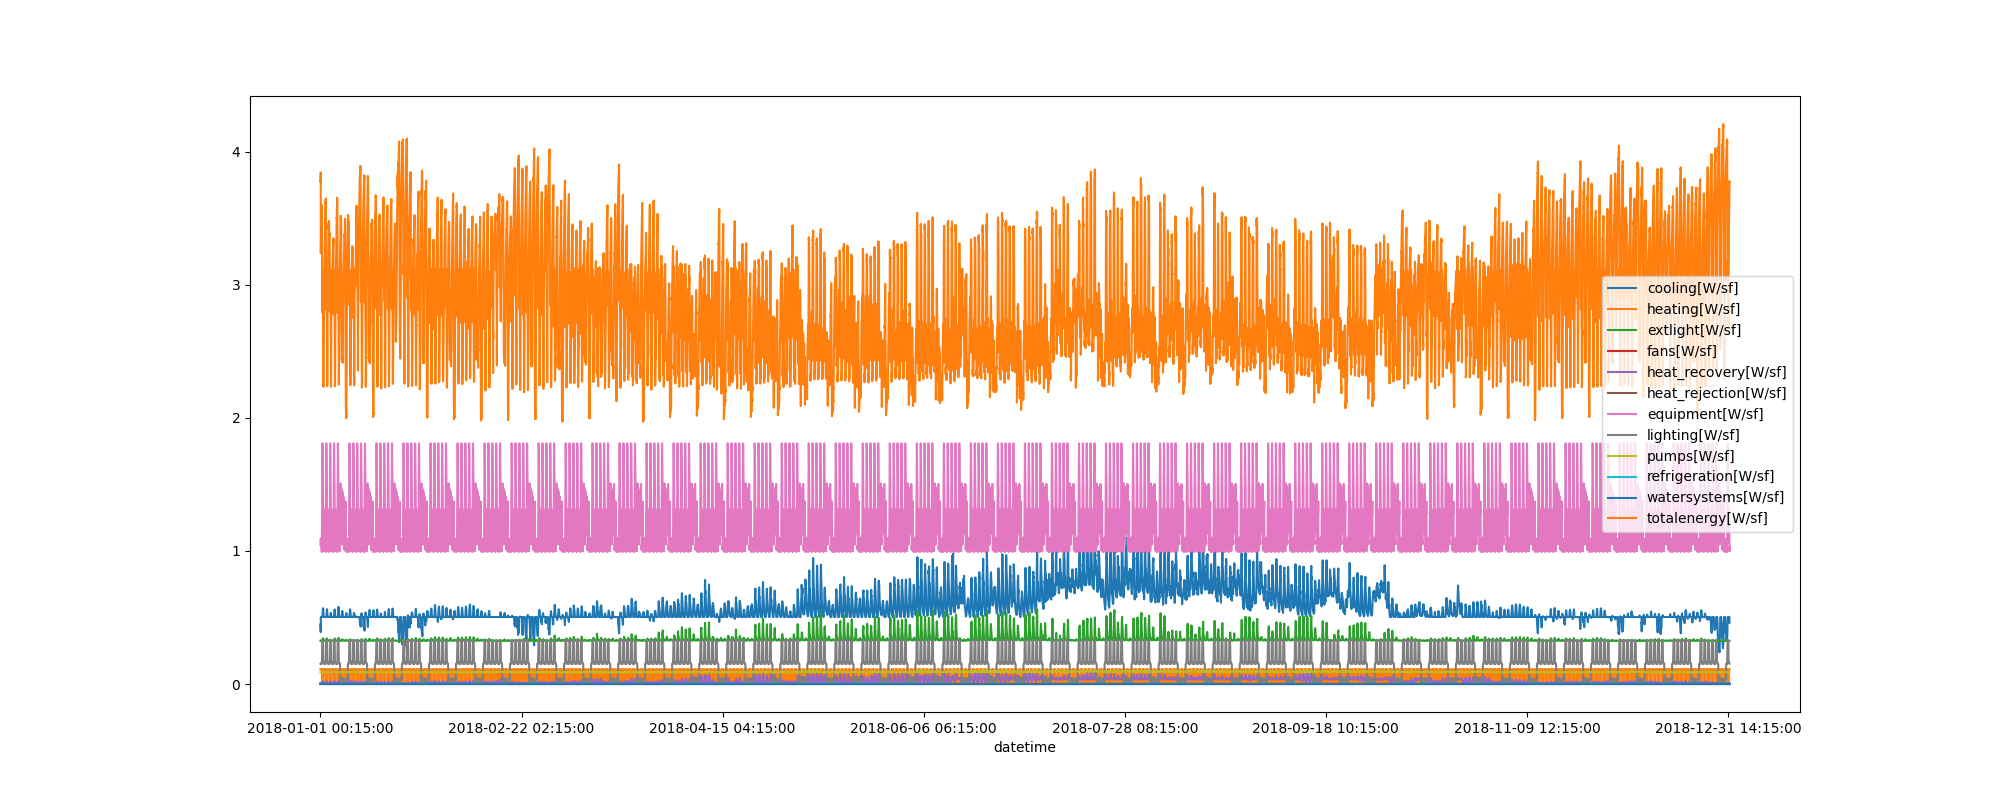 4
3
2
1
0
cooling[W/sf]
heating[W/sf]
extlight[W/sf]
fans[W/sf]
heat_recovery[W/sf]
heat_rejection[W/sf]
equipment[W/sf]
lighting[W/sf]
pumps[W/sf]
refrigeration[W/sf]
watersystems[W/sf]
totalenergy[W/sf]
2018-01-01 00:15:00 2018-02-22 02:15:00 2018-04-15 04:15:00 2018-06-06 06:15:00 2018-07-28 08:15:00 2018-09-18 10:15:00 2018-11-09 12:15:00 2018-12-31 14:15:00
datetime